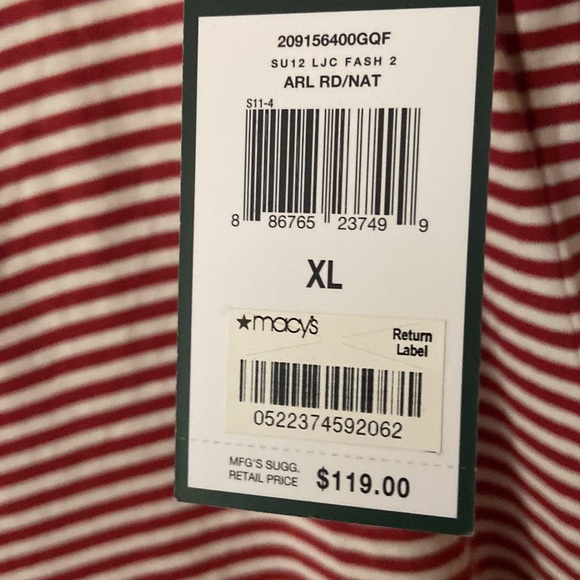 209156400GQF
SU12 LJC FASH 2
ARL RD/NAT
S11-4
8 86765 23749 9
XL
★macy's
Return
Label
0522374592062
MFG'S SUGG.
RETAIL PRICE $119.00